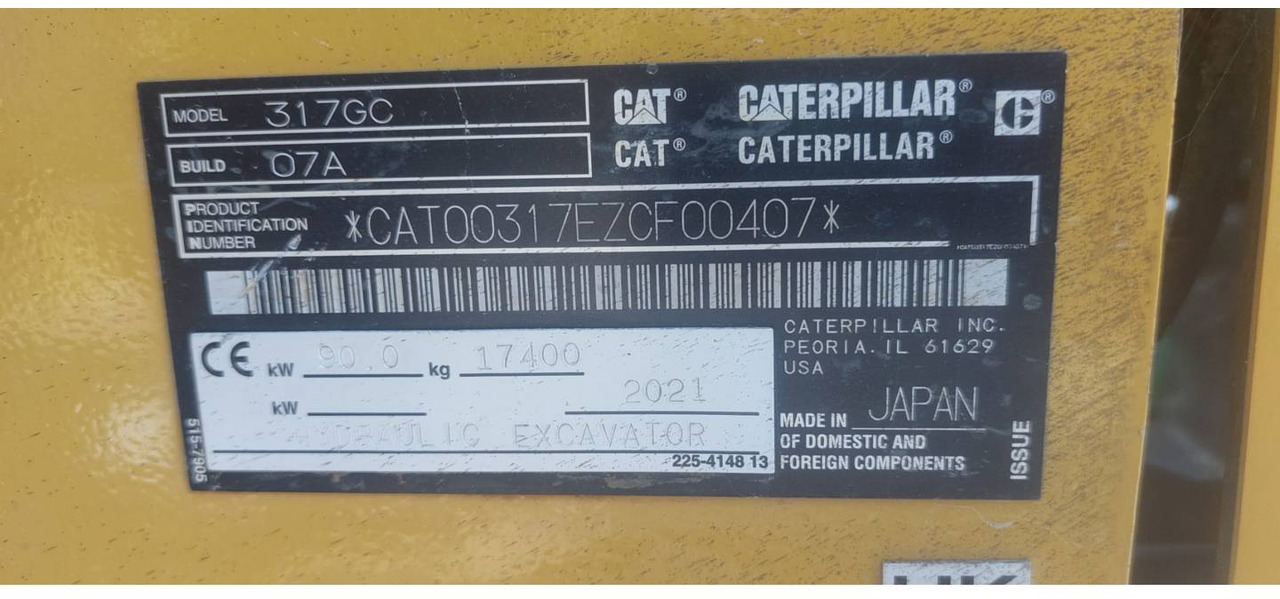 MODEL 317GC
BUILD 07A
CAT® CATERPILLAR®
CAT® CATERPILLAR®
PRODUCT
IDENTIFICATION
NUMBER
*CAT00317EZCF00407*
CE kW 90.0 kg 17400
kW 2021
HYDRAULIC EXCAVATOR
225-4148 13
515-7905
CATERPILLAR INC.
PEORIA. IL 61629
USA
MADE IN JAPAN
OF DOMESTIC AND
FOREIGN COMPONENTS
ISSUE